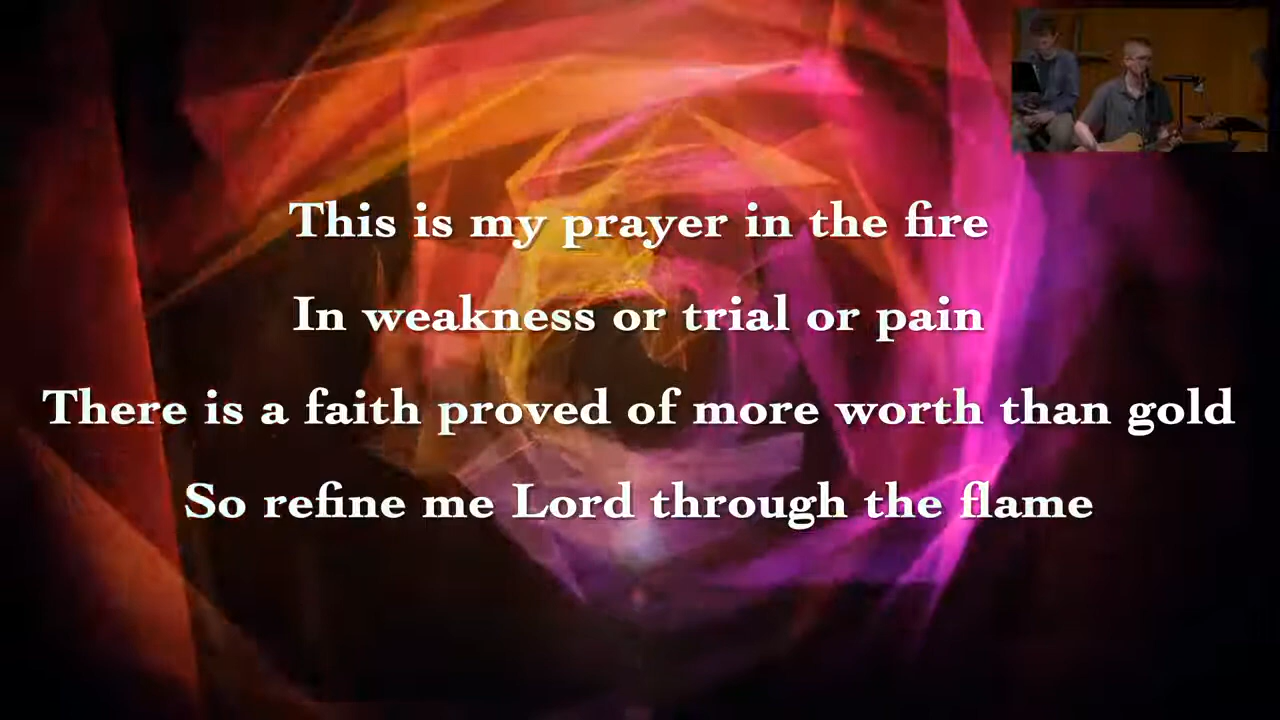 This is my prayer in the fire
In weakness or trial or pain
There is a faith proved of more worth than gold
So refine me Lord through the flame